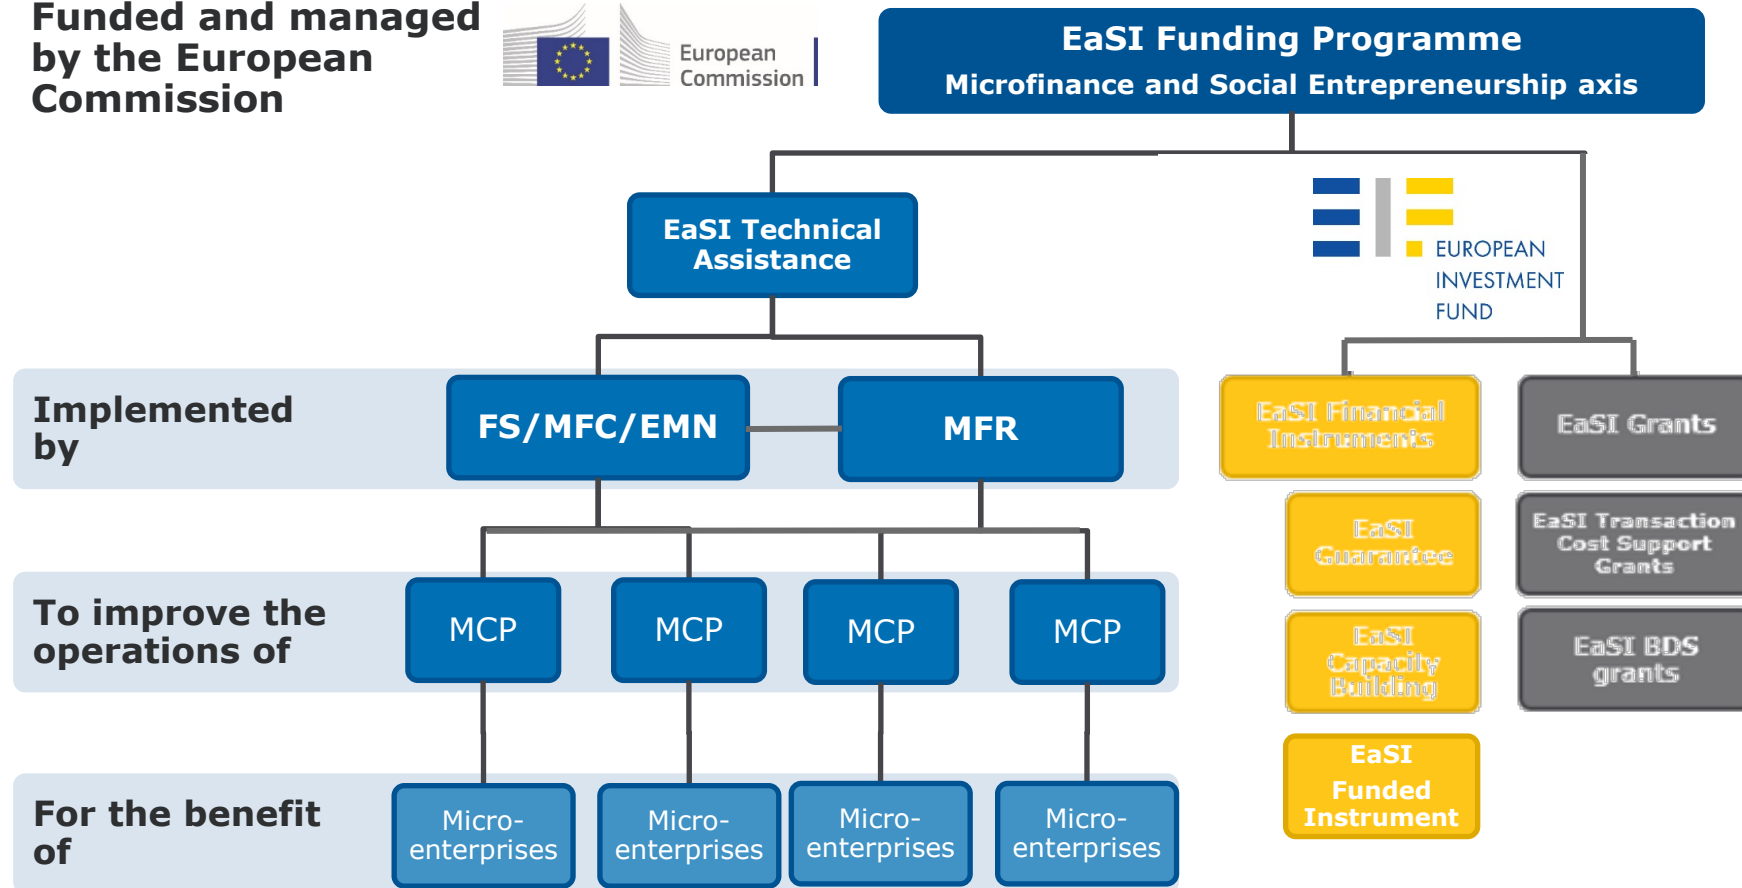 Funded and managed
by the European
Commission
European
Commission
EaSI Funding Programme
Microfinance and Social Entrepreneurship axis
EaSI Technical
Assistance
EUROPEAN
INVESTMENT
FUND
Implemented
by
FS/MFC/EMN
MFR
EaSI Financial
Instruments
EaSI Grants
EaSI
Guarantee
EaSI Transaction
Cost Support
Grants
To improve the
operations of
MCP
MCP
MCP
MCP
EaSI
Capacity
Building
EaSI BDS
grants
EaSI
Funded
Instrument
For the benefit
of
Micro-
enterprises
Micro-
enterprises
Micro-
enterprises
Micro-
enterprises